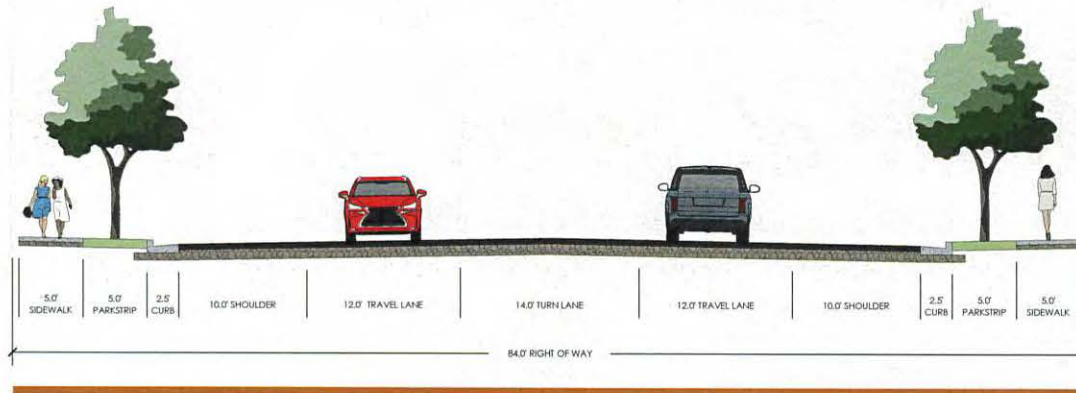 5.0'
SIDEWALK
5.0'
PARKSTRIP
2.5'
CURB
10.0' SHOULDER
12.0' TRAVEL LANE
14.0' TURN LANE
12.0' TRAVEL LANE
10.0' SHOULDER
2.5'
CURB
5.0'
PARKSTRIP
5.0'
SIDEWALK
84.0' RIGHT OF WAY